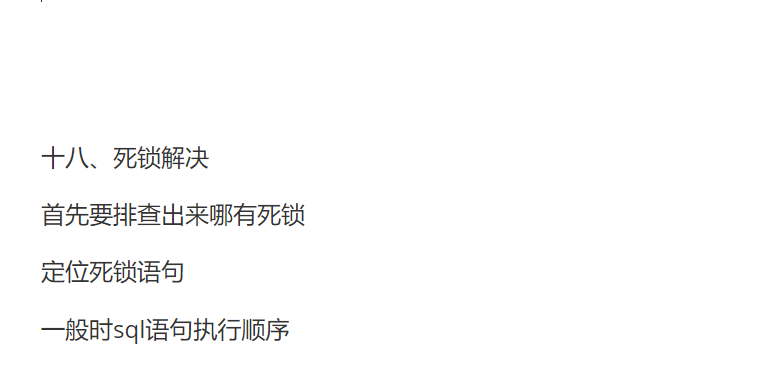 十八、死锁解决
首先要排查出来哪有死锁
定位死锁语句
一般时sql语句执行顺序